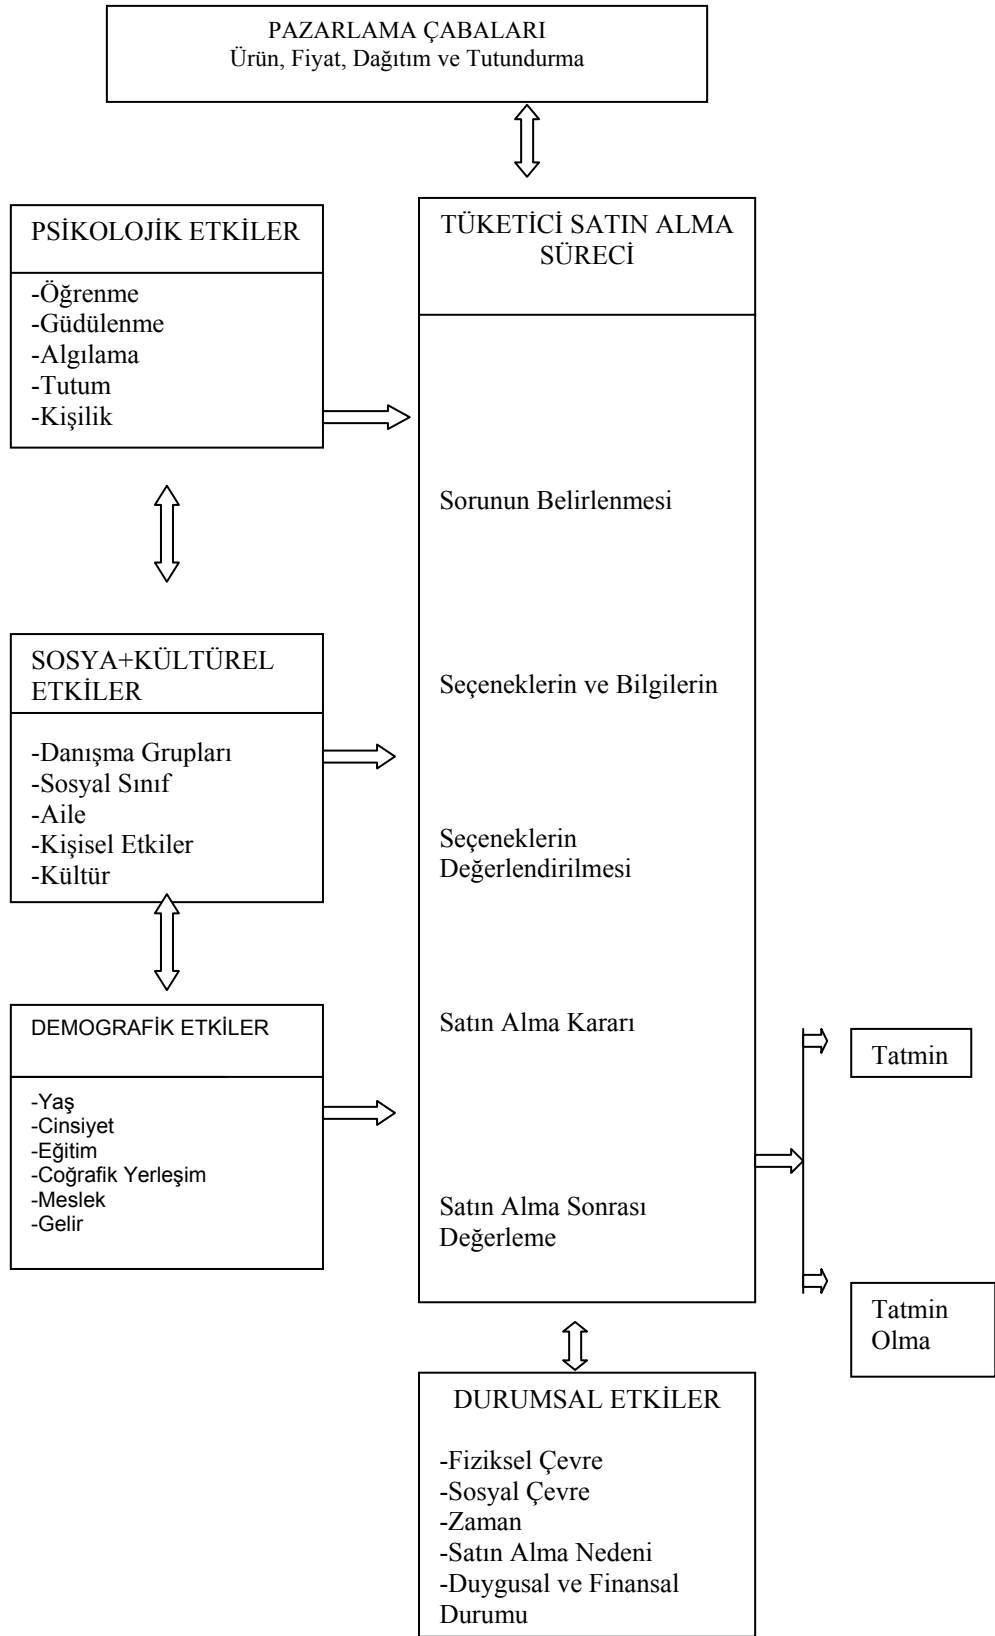 PAZARLAMA ÇABALARI
Ürün, Fiyat, Dağıtım ve Tutundurma
PSİKOLOJİK ETKİLER
-Öğrenme
-Güdülenme
-Algılama
-Tutum
-Kişilik
SOSYA+KÜLTÜREL
ETKİLER
-Danışma Grupları
-Sosyal Sınıf
-Aile
-Kişisel Etkiler
-Kültür
DEMOGRAFİK ETKİLER
-Yaş
-Cinsiyet
-Eğitim
-Coğrafik Yerleşim
-Meslek
-Gelir
TÜKETİCİ SATIN ALMA
SÜRECİ
Sorunun Belirlenmesi
Seçeneklerin ve Bilgilerin
Seçeneklerin
Değerlendirilmesi
Satın Alma Kararı
Satın Alma Sonrası
Değerleme
Tatmin
Tatmin
Olma
DURUMSAL ETKİLER
-Fiziksel Çevre
-Sosyal Çevre
-Zaman
-Satın Alma Nedeni
-Duygusal ve Finansal
Durumu